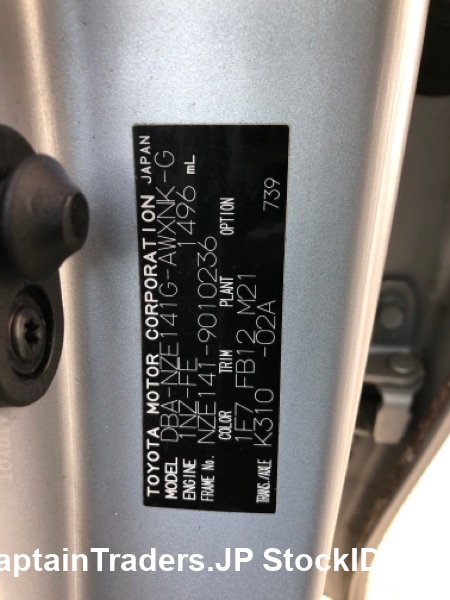 TOYOTA MOTOR CORPORATION JAPAN
MODEL DBA-NZE141G-AWXNK-G
ENGINE 1NZ-FE 1496 mL
FRAME No. NZE141-9010236
COLOR TRIM PLANT OPTION
1E7 FB12 M21 739
TRANS./AXLE K310 -02A
aptainTraders.JP StockID